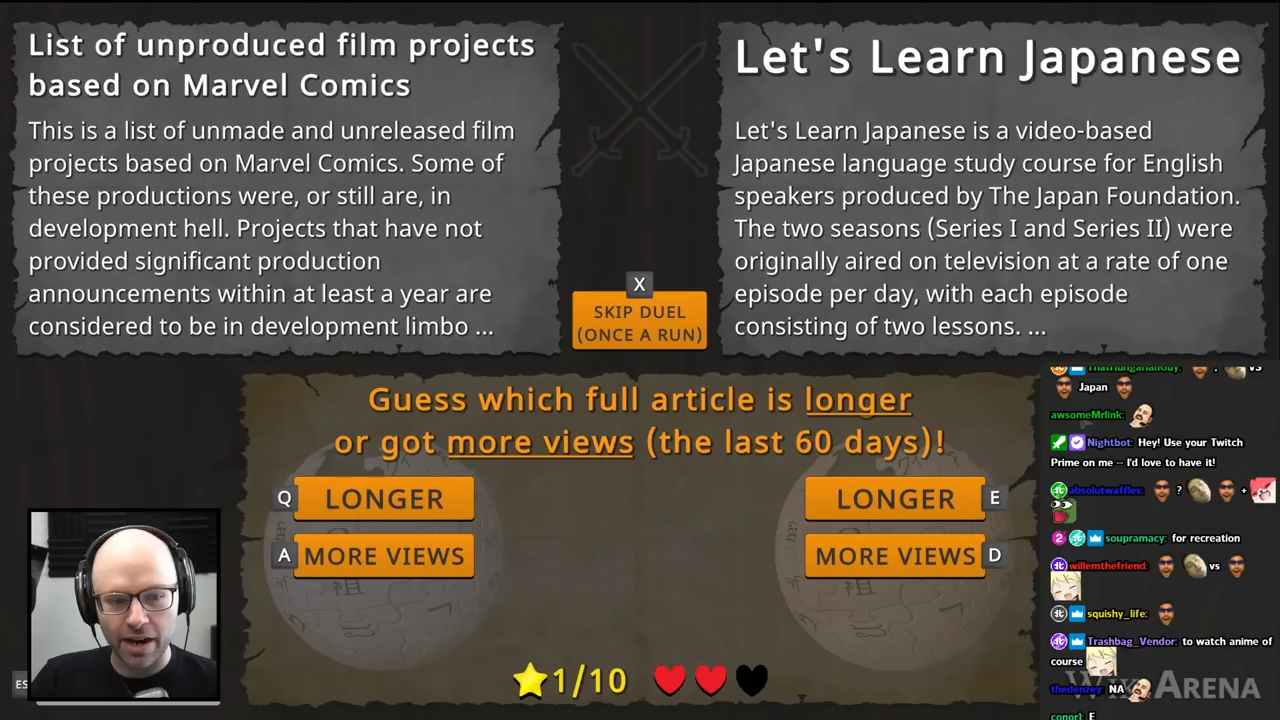 List of unproduced film projects
based on Marvel Comics
This is a list of unmade and unreleased film
projects based on Marvel Comics. Some of
these productions were, or still are, in
development hell. Projects that have not
provided significant production
announcements within at least a year are
considered to be in development limbo ...
X
SKIP DUEL
(ONCE A RUN)
Let's Learn Japanese
Let's Learn Japanese is a video-based
Japanese language study course for English
speakers produced by The Japan Foundation.
The two seasons (Series I and Series II) were
originally aired on television at a rate of one
episode per day, with each episode
consisting of two lessons. ...
Guess which full article is longer
or got more views (the last 60 days)!
Q LONGER
A MORE VIEWS
LONGER E
MORE VIEWS D
1/10
ES
ThatHungarianGuy: ? vs
Japan
awsomeMrlink:
Nightbot: Hey! Use your Twitch
Prime on me -- I'd love to have it!
absolutwaffles: ? +
2 soupramacy: for recreation
willemthefriend: vs
squishy_life:
Trashbag_Vendor: to watch anime of
course
thedenzey: NA
conorl: F
ARENA